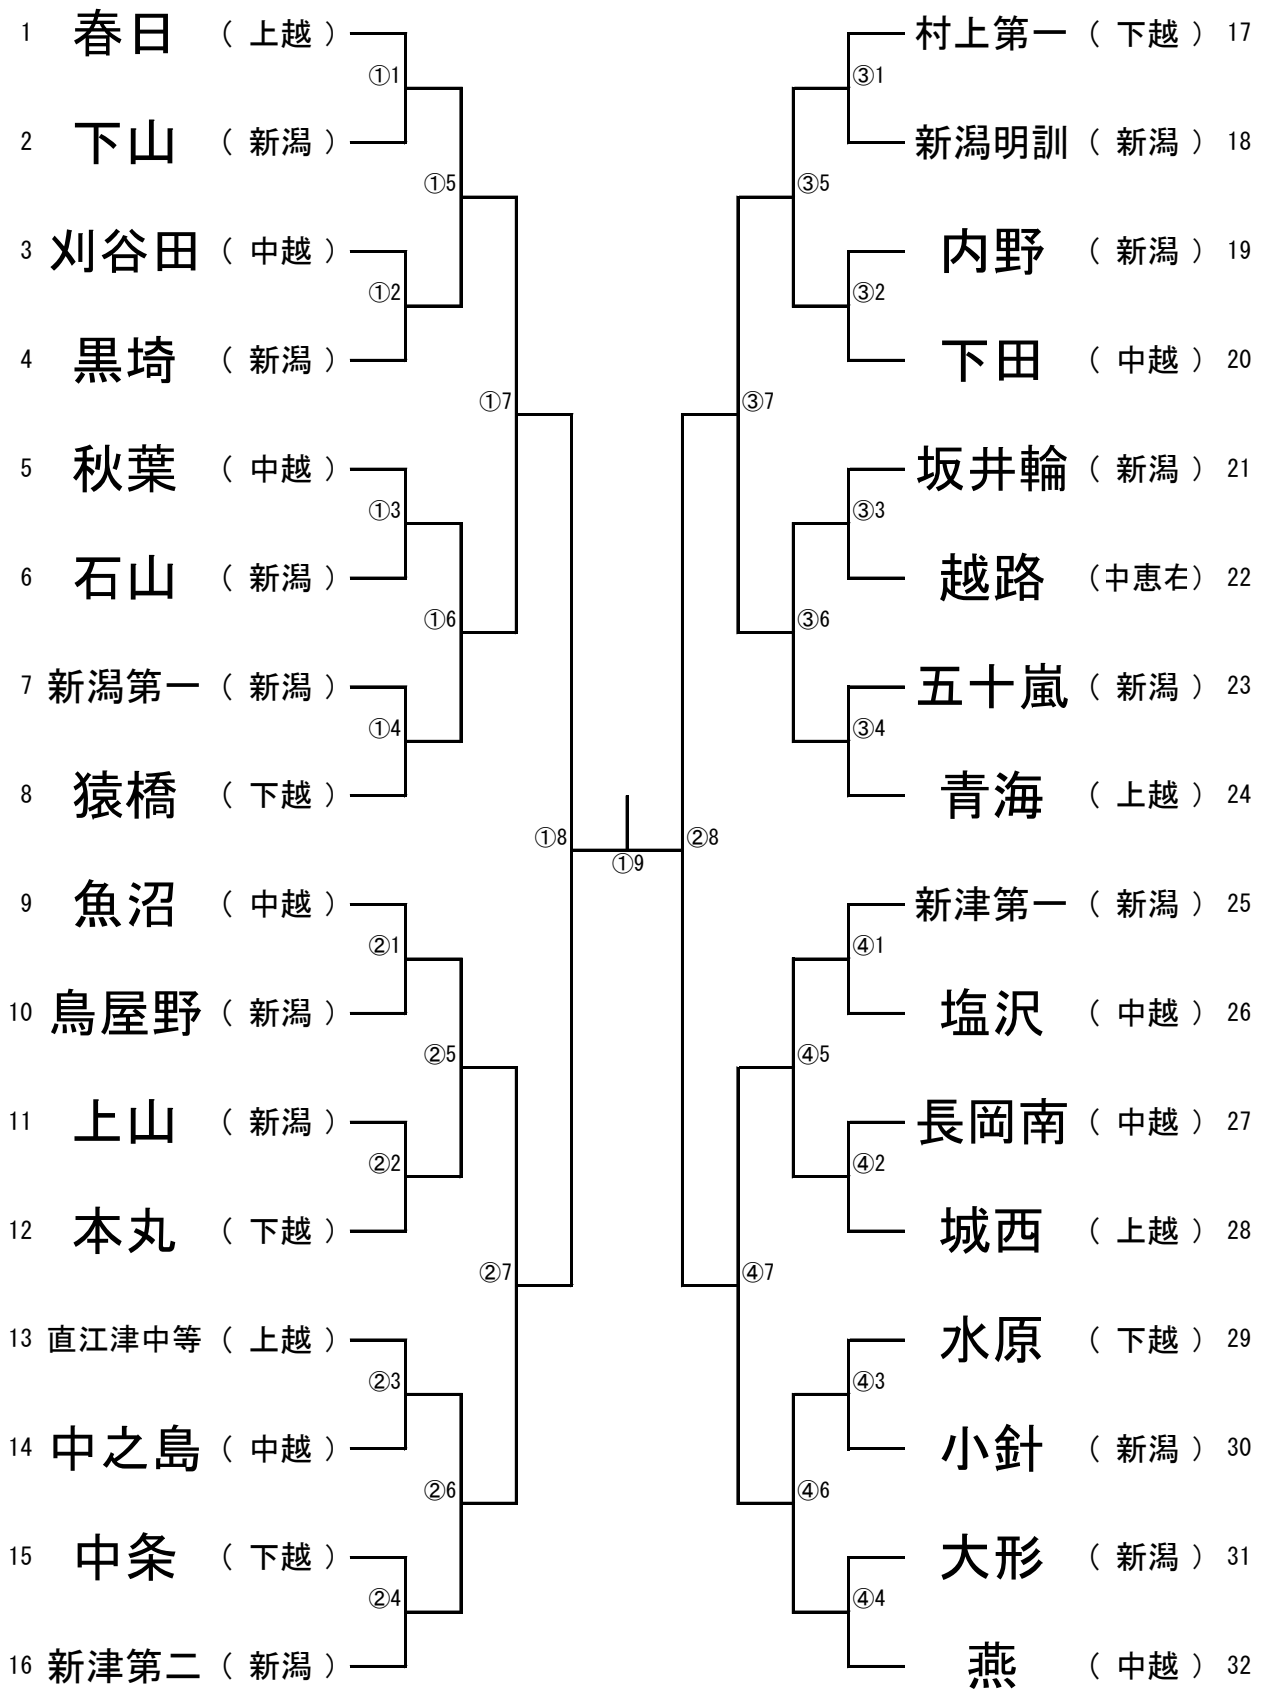 1 春日 ( 上越 )
①1
2 下山 ( 新潟 )
①5
3 刈谷田 ( 中越 )
①2
4 黒埼 ( 新潟 )
①7
5 秋葉 ( 中越 )
①3
6 石山 ( 新潟 )
①6
7 新潟第一 ( 新潟 )
①4
8 猿橋 ( 下越 )
①8
9 魚沼 ( 中越 )
②1
10 鳥屋野 ( 新潟 )
②5
11 上山 ( 新潟 )
②2
12 本丸 ( 下越 )
②7
13 直江津中等 ( 上越 )
②3
14 中之島 ( 中越 )
②6
15 中条 ( 下越 )
②4
16 新津第二 ( 新潟 )
①9
村上第一 ( 下越 ) 17
③1
新潟明訓 ( 新潟 ) 18
③5
内野 ( 新潟 ) 19
③2
下田 ( 中越 ) 20
③7
坂井輪 ( 新潟 ) 21
③3
越路 (中恵右) 22
③6
五十嵐 ( 新潟 ) 23
③4
青海 ( 上越 ) 24
②8
新津第一 ( 新潟 ) 25
④1
塩沢 ( 中越 ) 26
④5
長岡南 ( 中越 ) 27
④2
城西 ( 上越 ) 28
④7
水原 ( 下越 ) 29
④3
小針 ( 新潟 ) 30
④6
大形 ( 新潟 ) 31
④4
燕 ( 中越 ) 32